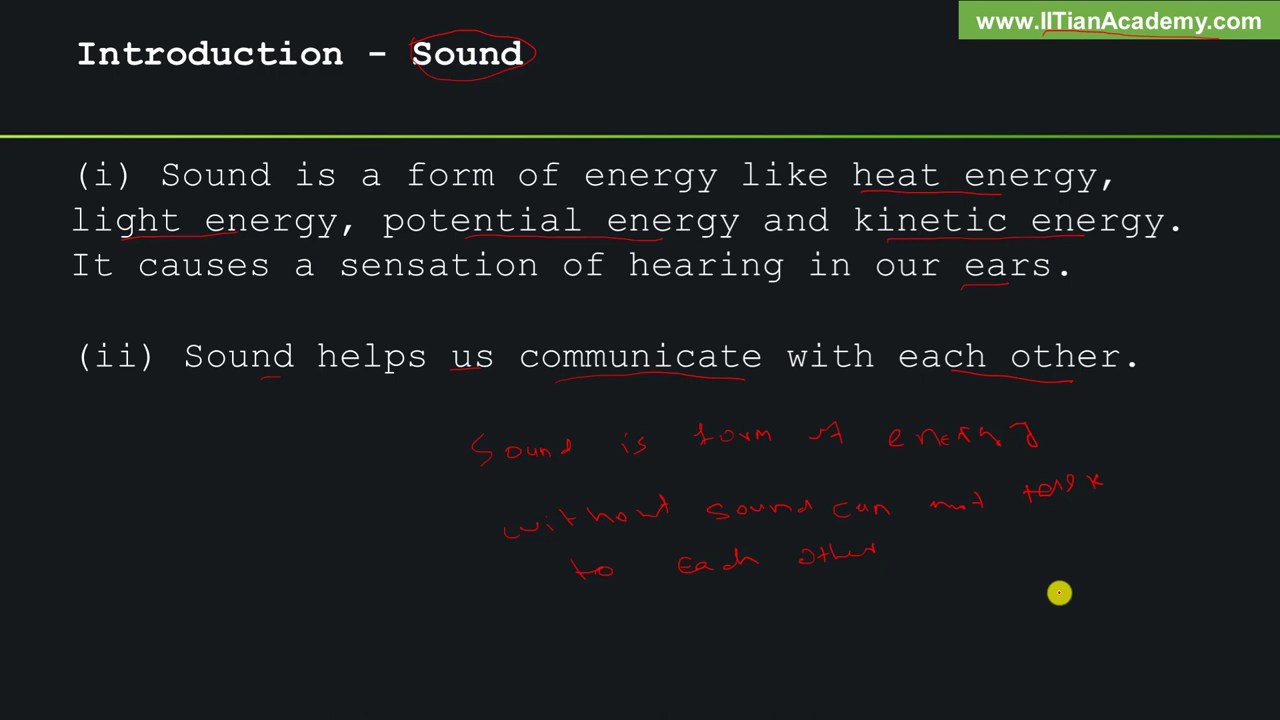 www.IITianAcademy.com
Introduction - Sound
(i) Sound is a form of energy like heat energy,
light energy, potential energy and kinetic energy.
It causes a sensation of hearing in our ears.
(ii) Sound helps us communicate with each other.
Sound is form of energy
without sound can not talk
to Each other